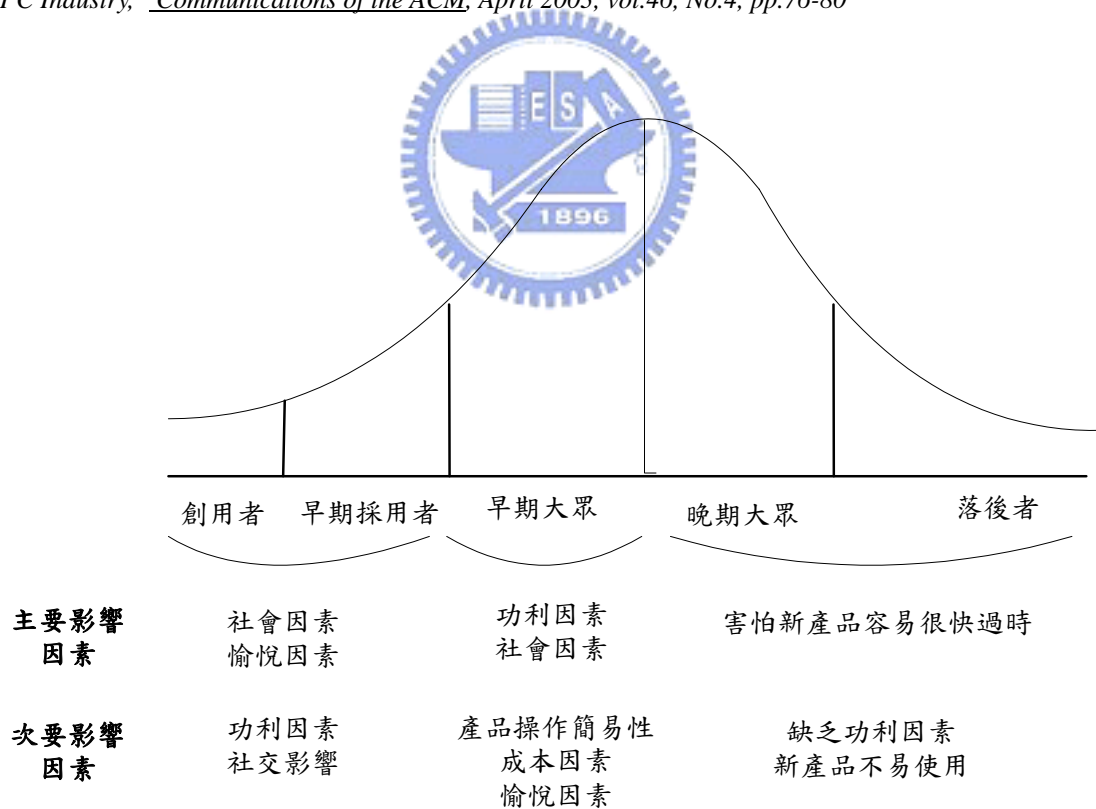 PC Industry, "Communications of the ACM, April 2003, vol.46, No.4, pp.76-80
E S A
1896
創用者 早期採用者 早期大眾 晚期大眾 落後者
主要影響 社會因素 功利因素 害怕新產品容易很快過時
因素 愉悅因素 社會因素
次要影響 功利因素 產品操作簡易性 缺乏功利因素
因素 社交影響 成本因素 新產品不易使用
愉悅因素